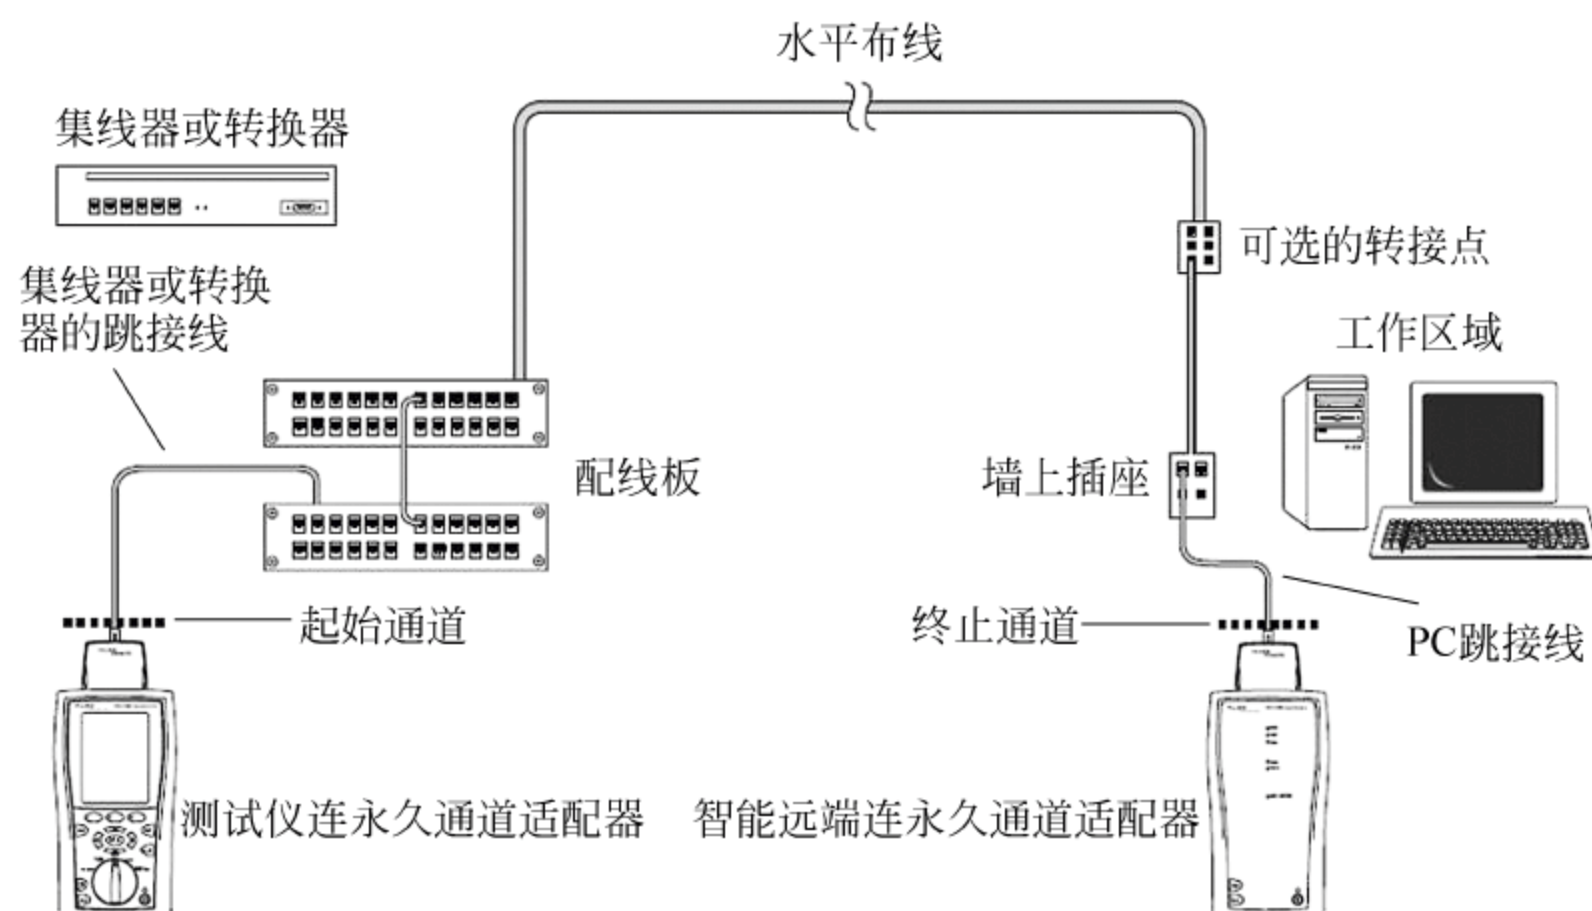 水平布线
集线器或转换器
集线器或转换
器的跳接线
可选的转接点
工作区域
配线板
墙上插座
起始通道
终止通道
PC跳接线
测试仪连永久通道适配器
智能远端连永久通道适配器